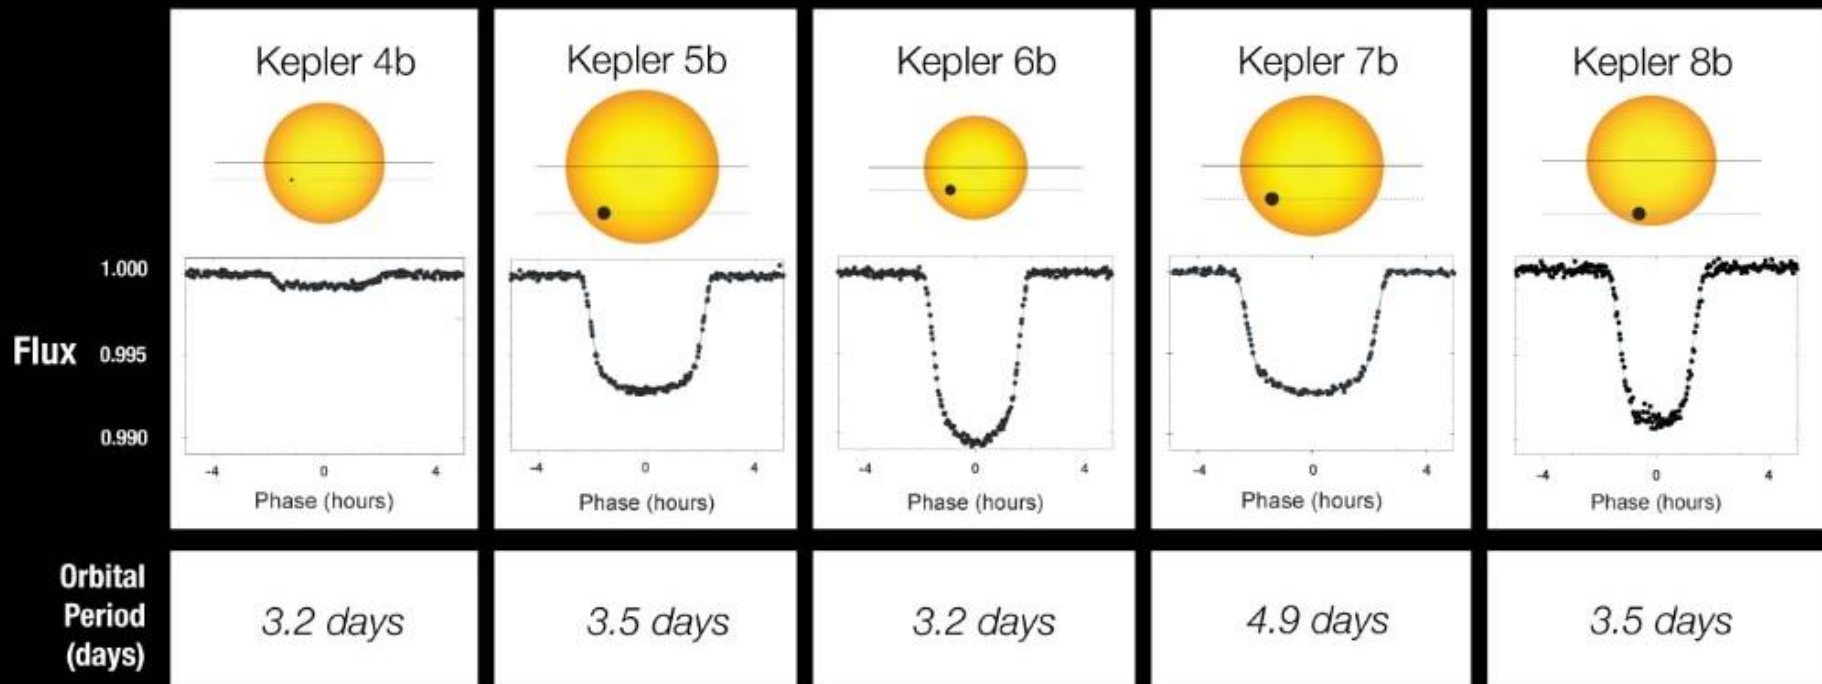 Kepler 4b
Kepler 5b
Kepler 6b
Kepler 7b
Kepler 8b
Flux
1.000
0.995
0.990
-4 0 4
-4 0 4
-4 0 4
-4 0 4
-4 0 4
Phase (hours)
Phase (hours)
Phase (hours)
Phase (hours)
Phase (hours)
Orbital
Period
(days)
3.2 days
3.5 days
3.2 days
4.9 days
3.5 days